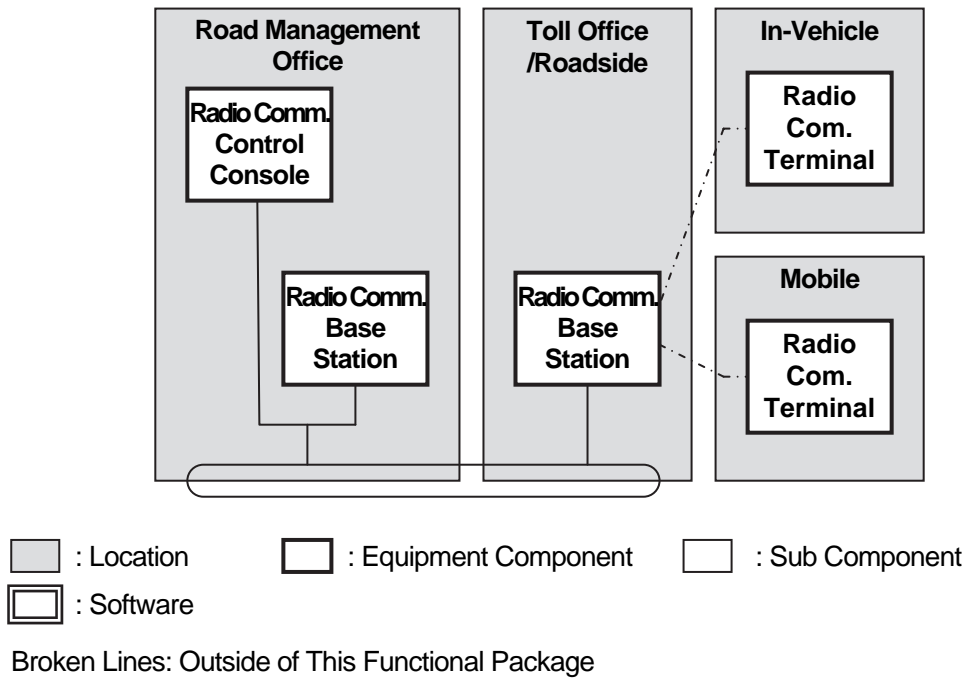 Road Management
Office
Radio Comm.
Control
Console
Radio Comm.
Base
Station
Toll Office
/Roadside
Radio Comm.
Base
Station
In-Vehicle
Radio
Com.
Terminal
Mobile
Radio
Com.
Terminal
: Location
: Equipment Component
: Sub Component
: Software
Broken Lines: Outside of This Functional Package